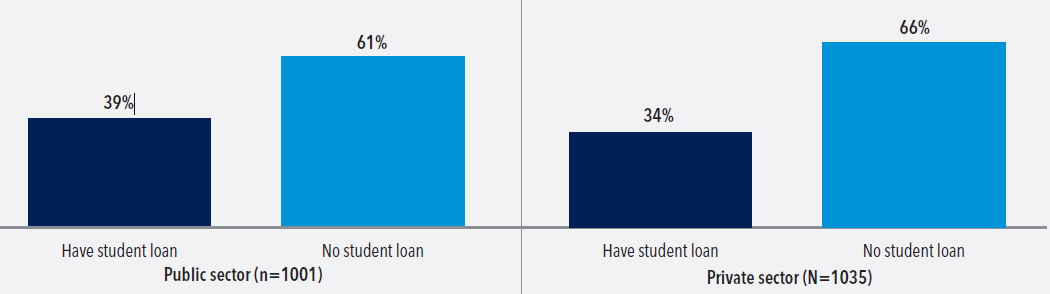 61%
39%
Have student loan
No student loan
Public sector (n=1001)
66%
34%
Have student loan
No student loan
Private sector (N=1035)